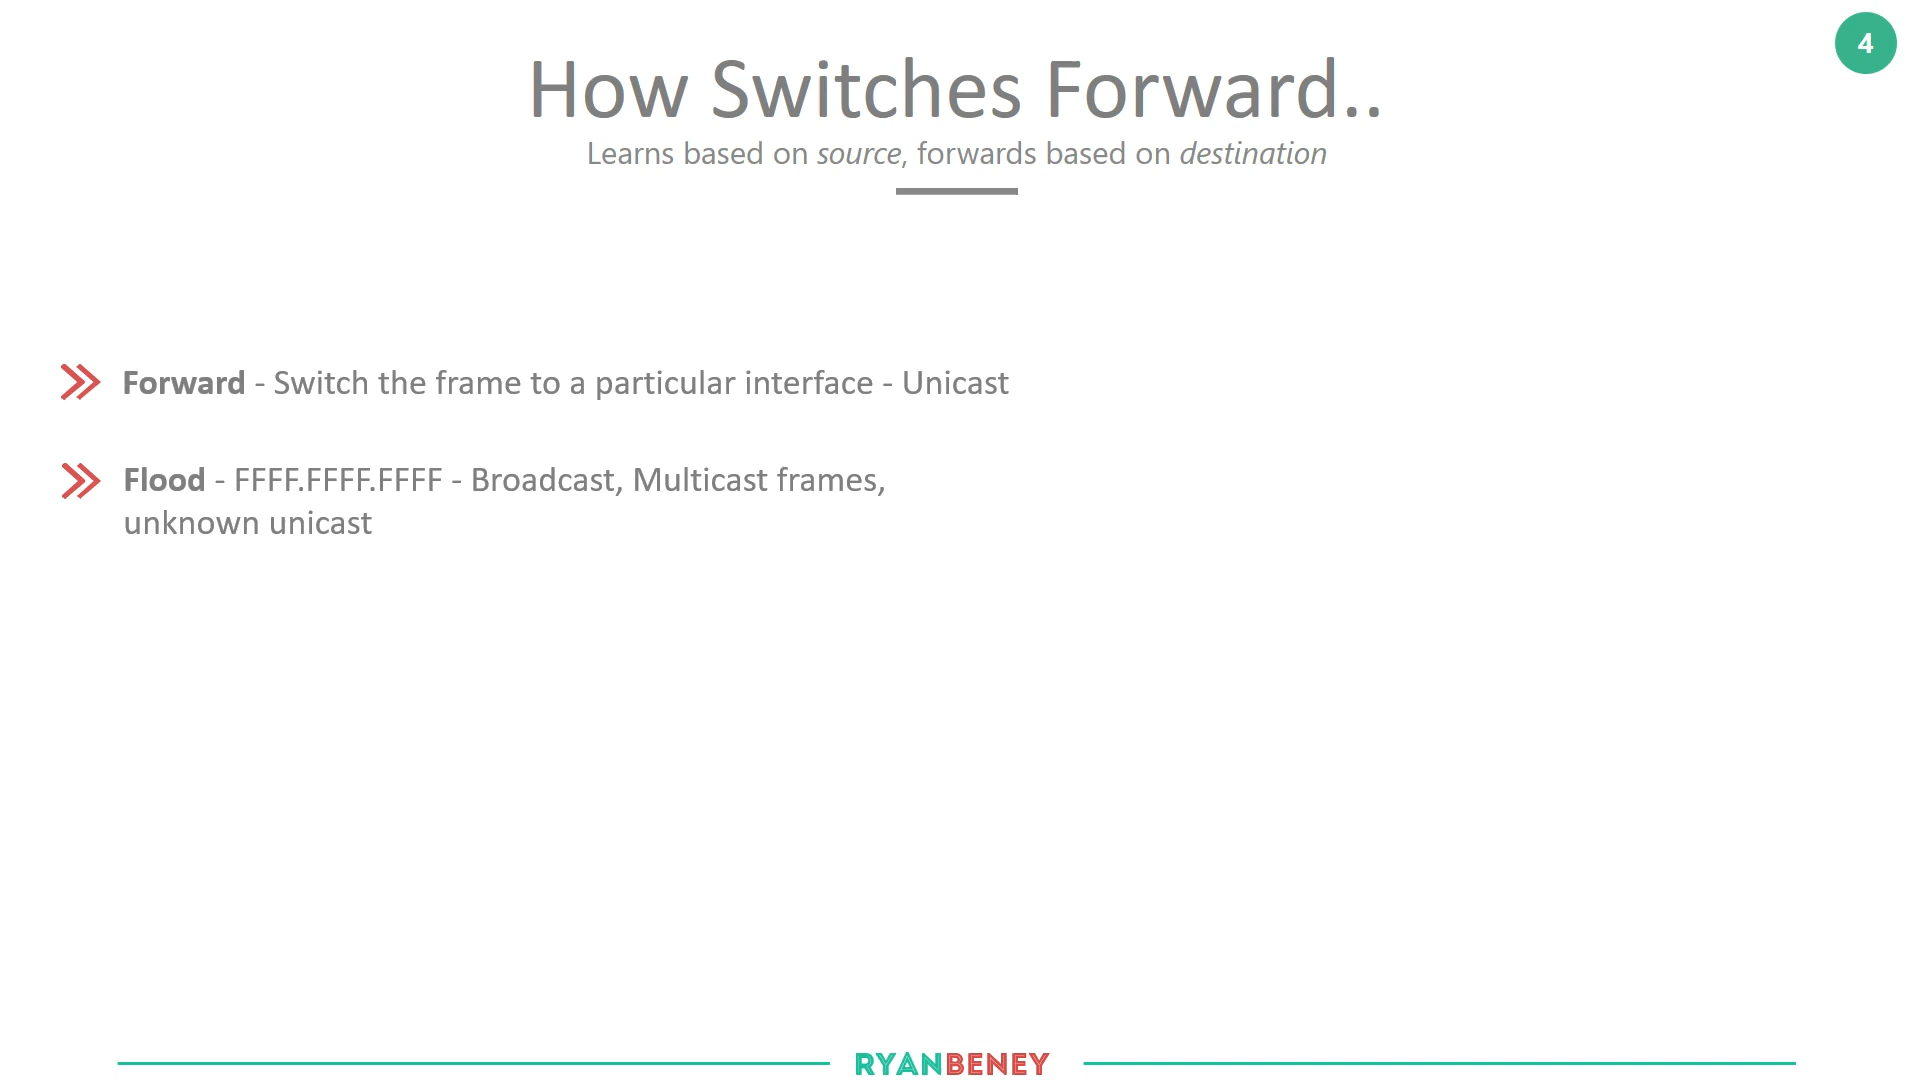 4
How Switches Forward..
Learns based on source, forwards based on destination
Forward - Switch the frame to a particular interface - Unicast
Flood - FFFF.FFFF.FFFF - Broadcast, Multicast frames,
unknown unicast
RYANBENEY